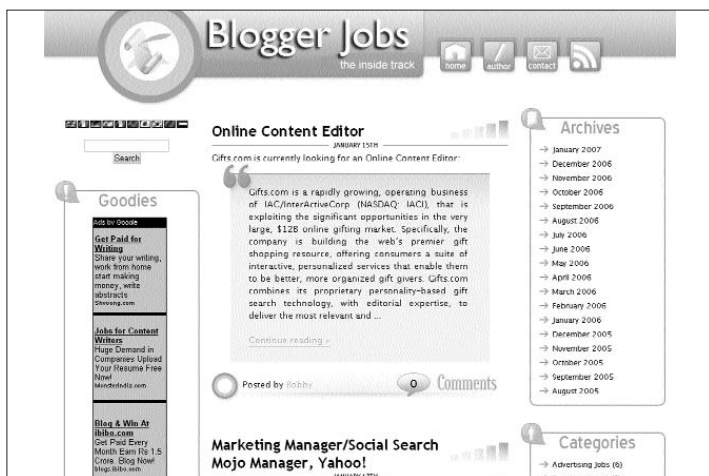 Blogger Jobs
the inside track
home
author
contact
Search
Goodies
Ads by Google
Get Paid for
Writing
Share your writing,
work from home
start making
money, write
abstracts
Shvoong.com
Jobs for Content
Writers
Huge Demand in
Companies Upload
Your Resume Free
Now!
MonsterIndia.com
Blog & Win At
ibibo.com
Get Paid Every
Month Earn Rs 1.5
Crore. Blog Now!
blogs.ibibo.com
Online Content Editor
JANUARY 15TH
Gifts.com is currently looking for an Online Content Editor:
Gifts.com is a rapidly growing, operating business
of IAC/InterActiveCorp (NASDAQ: IACI), that is
exploiting the significant opportunities in the very
large, $12B online gifting market. Specifically, the
company is building the web's premier gift
shopping resource, offering consumers a suite of
interactive, personalized services that enable them
to be better, more organized gift givers. Gifts.com
combines its proprietary personality-based gift
search technology, with editorial expertise, to
deliver the most relevant and ...
Continue reading »
Posted by Bobby
0 Comments
Marketing Manager/Social Search
Mojo Manager, Yahoo!
Archives
→ January 2007
→ December 2006
→ November 2006
→ October 2006
→ September 2006
→ August 2006
→ July 2006
→ June 2006
→ May 2006
→ April 2006
→ March 2006
→ February 2006
→ January 2006
→ December 2005
→ November 2005
→ October 2005
→ September 2005
→ August 2005
Categories
→ Advertising Jobs (6)